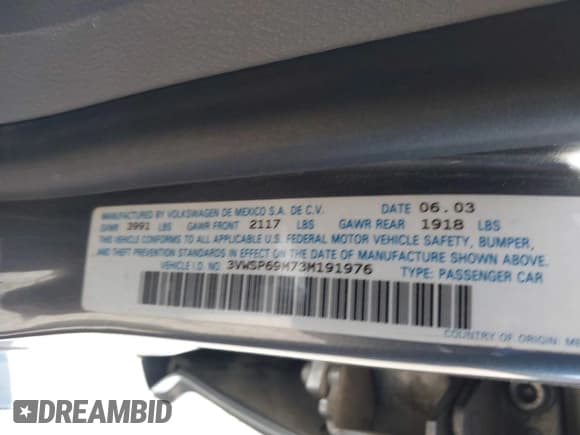 MANUFACTURED BY VOLKSWAGEN DE MEXICO S.A. DE C.V. DATE 06.03
GVWR 3991 LBS GAWR FRONT 2117 LBS GAWR REAR 1918 LBS
THIS VEHICLE CONFORMS TO ALL APPLICABLE U.S. FEDERAL MOTOR VEHICLE SAFETY, BUMPER,
AND THEFT PREVENTION STANDARDS IN EFFECT ON THE DATE OF MANUFACTURE SHOWN ABOVE.
VEHICLE I.D. NO. 3VWSP69M73M191976 TYPE: PASSENGER CAR
COUNTRY OF ORIGIN
DREAMBID